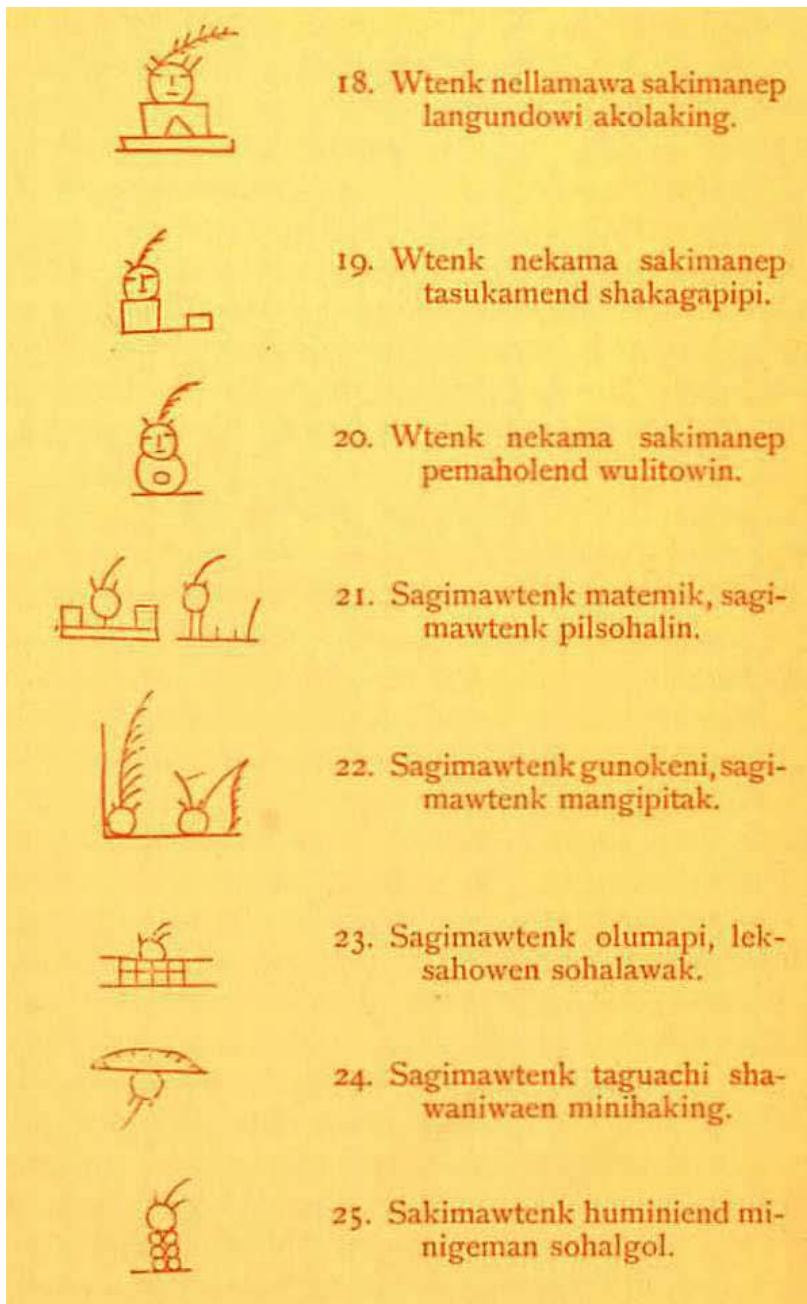 18. Wtenk nellamawa sakimanep
langundowi akolaking.
19. Wtenk nekama sakimanep
tasukamend shakagapipi.
20. Wtenk nekama sakimanep
pemaholend wulitowin.
21. Sagimawtenk matemik, sagi-
mawtenk pilsohalin.
22. Sagimawtenk gunokeni, sagi-
mawtenk mangipitak.
23. Sagimawtenk olumapi, lek-
sahowen sohalawak.
24. Sagimawtenk taguachi sha-
waniwaen minihaking.
25. Sakimawtenk huminiend mi-
nigeman sohalgol.